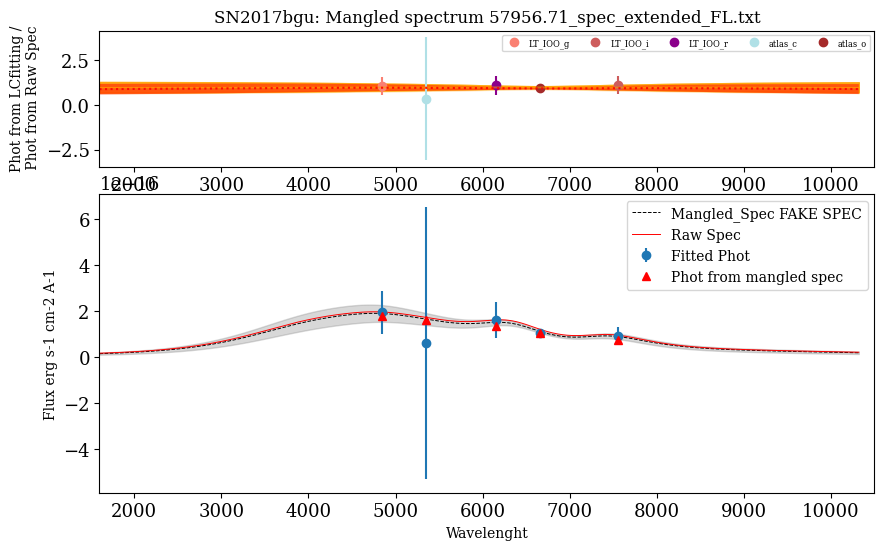 SN2017bgu: Mangled spectrum 57956.71_spec_extended_FL.txt
Phot from LCfitting /
Phot from Raw Spec
2.5
0.0
−2.5
LT_IOO_g LT_IOO_i LT_IOO_r atlas_c atlas_o
2000 3000 4000 5000 6000 7000 8000 9000 10000
1e−16
Flux erg s-1 cm-2 A-1
6
4
2
0
−2
−4
Mangled_Spec FAKE SPEC
Raw Spec
Fitted Phot
Phot from mangled spec
2000 3000 4000 5000 6000 7000 8000 9000 10000
Wavelenght